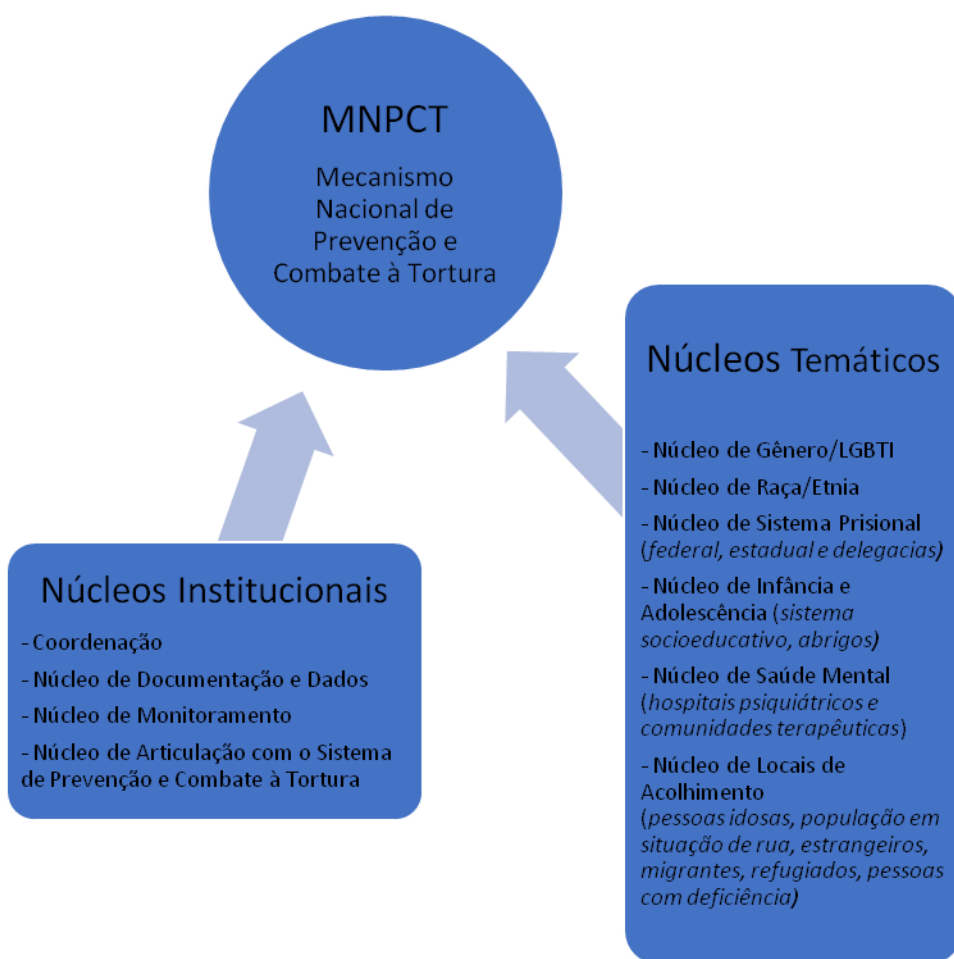 MNPCT
Mecanismo
Nacional de
Prevenção e
Combate à Tortura
Núcleos Institucionais
- Coordenação
- Núcleo de Documentação e Dados
- Núcleo de Monitoramento
- Núcleo de Articulação com o Sistema
de Prevenção e Combate à Tortura
Núcleos Temáticos
- Núcleo de Gênero/LGBTI
- Núcleo de Raça/Etnia
- Núcleo de Sistema Prisional
(federal, estadual e delegacias)
- Núcleo de Infância e
Adolescência (sistema
socioeducativo, abrigos)
- Núcleo de Saúde Mental
(hospitais psiquiátricos e
comunidades terapêuticas)
- Núcleo de Locais de
Acolhimento
(pessoas idosas, população em
situação de rua, estrangeiros,
migrantes, refugiados, pessoas
com deficiência)